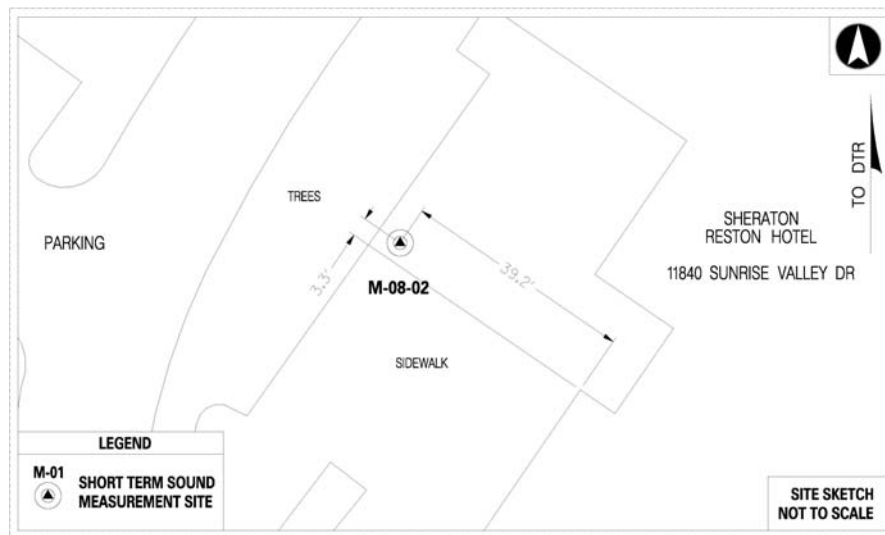 TO DTR
TREES
PARKING
SHERATON
RESTON HOTEL
11840 SUNRISE VALLEY DR
3.3'
39.2'
M-08-02
SIDEWALK
LEGEND
M-01
SHORT TERM SOUND
MEASUREMENT SITE
SITE SKETCH
NOT TO SCALE